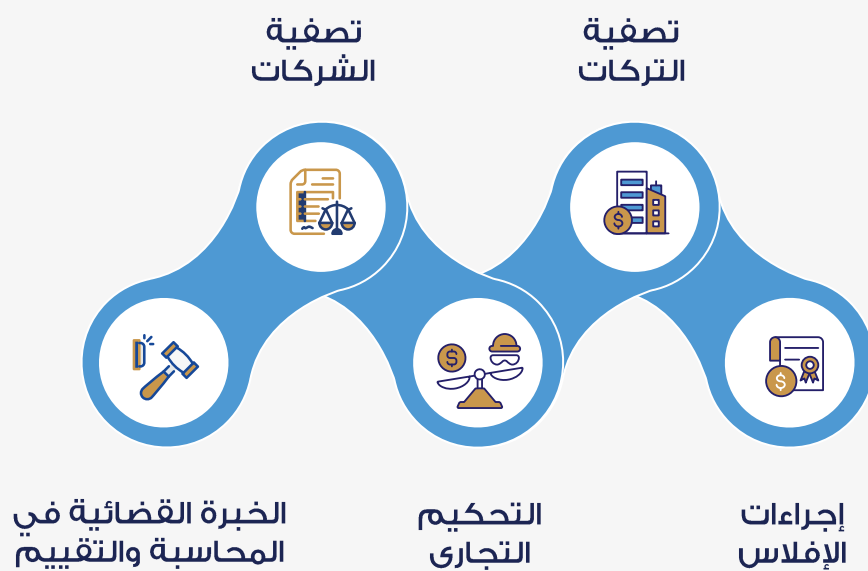 تصفية
التركات
تصفية
الشركات
إجراءات
الإفلاس
التحكيم
التجارى
الخبرة القضائية في
المحاسبة والتقييم